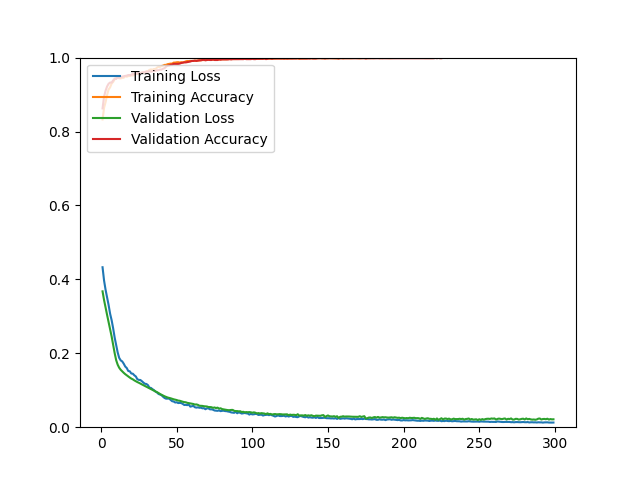 1.0
0.8
0.6
0.4
0.2
0.0
Training Loss
Training Accuracy
Validation Loss
Validation Accuracy
0 50 100 150 200 250 300